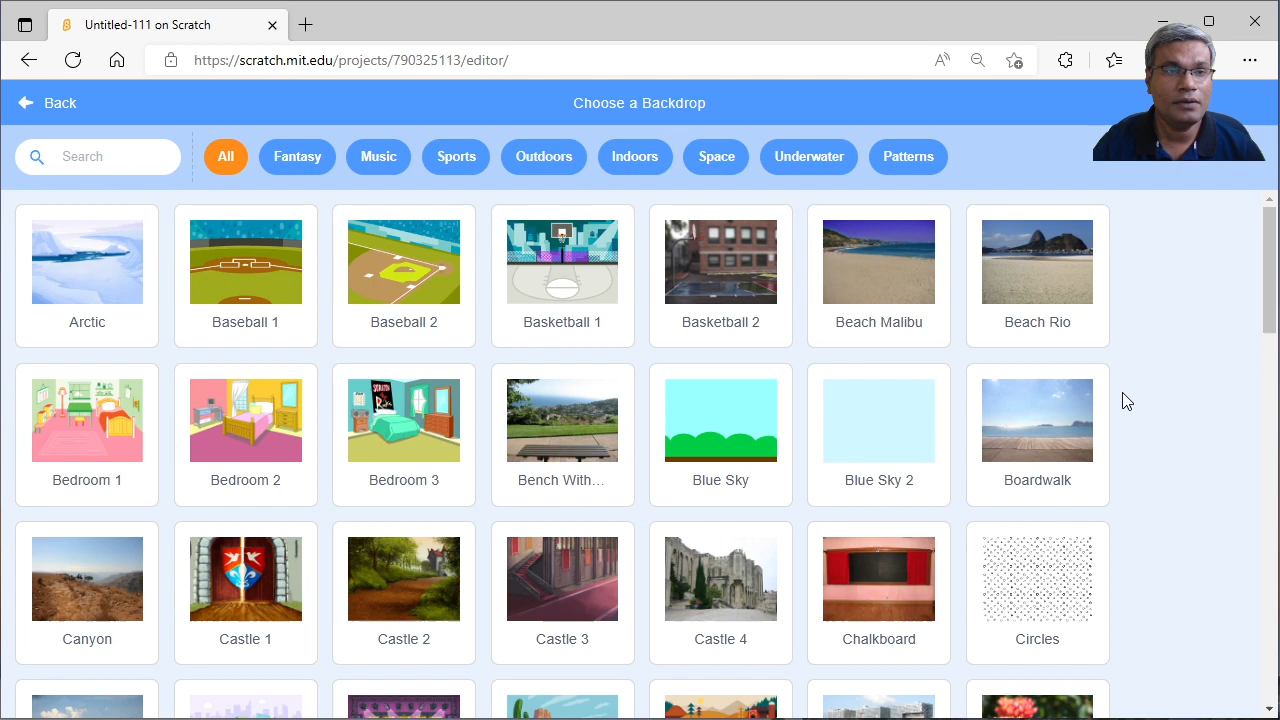 Untitled-111 on Scratch
https://scratch.mit.edu/projects/790325113/editor/
Back
Choose a Backdrop
Search
All
Fantasy
Music
Sports
Outdoors
Indoors
Space
Underwater
Patterns
Arctic
Baseball 1
Baseball 2
Basketball 1
Basketball 2
Beach Malibu
Beach Rio
Bedroom 1
Bedroom 2
Bedroom 3
Bench With...
Blue Sky
Blue Sky 2
Boardwalk
Canyon
Castle 1
Castle 2
Castle 3
Castle 4
Chalkboard
Circles